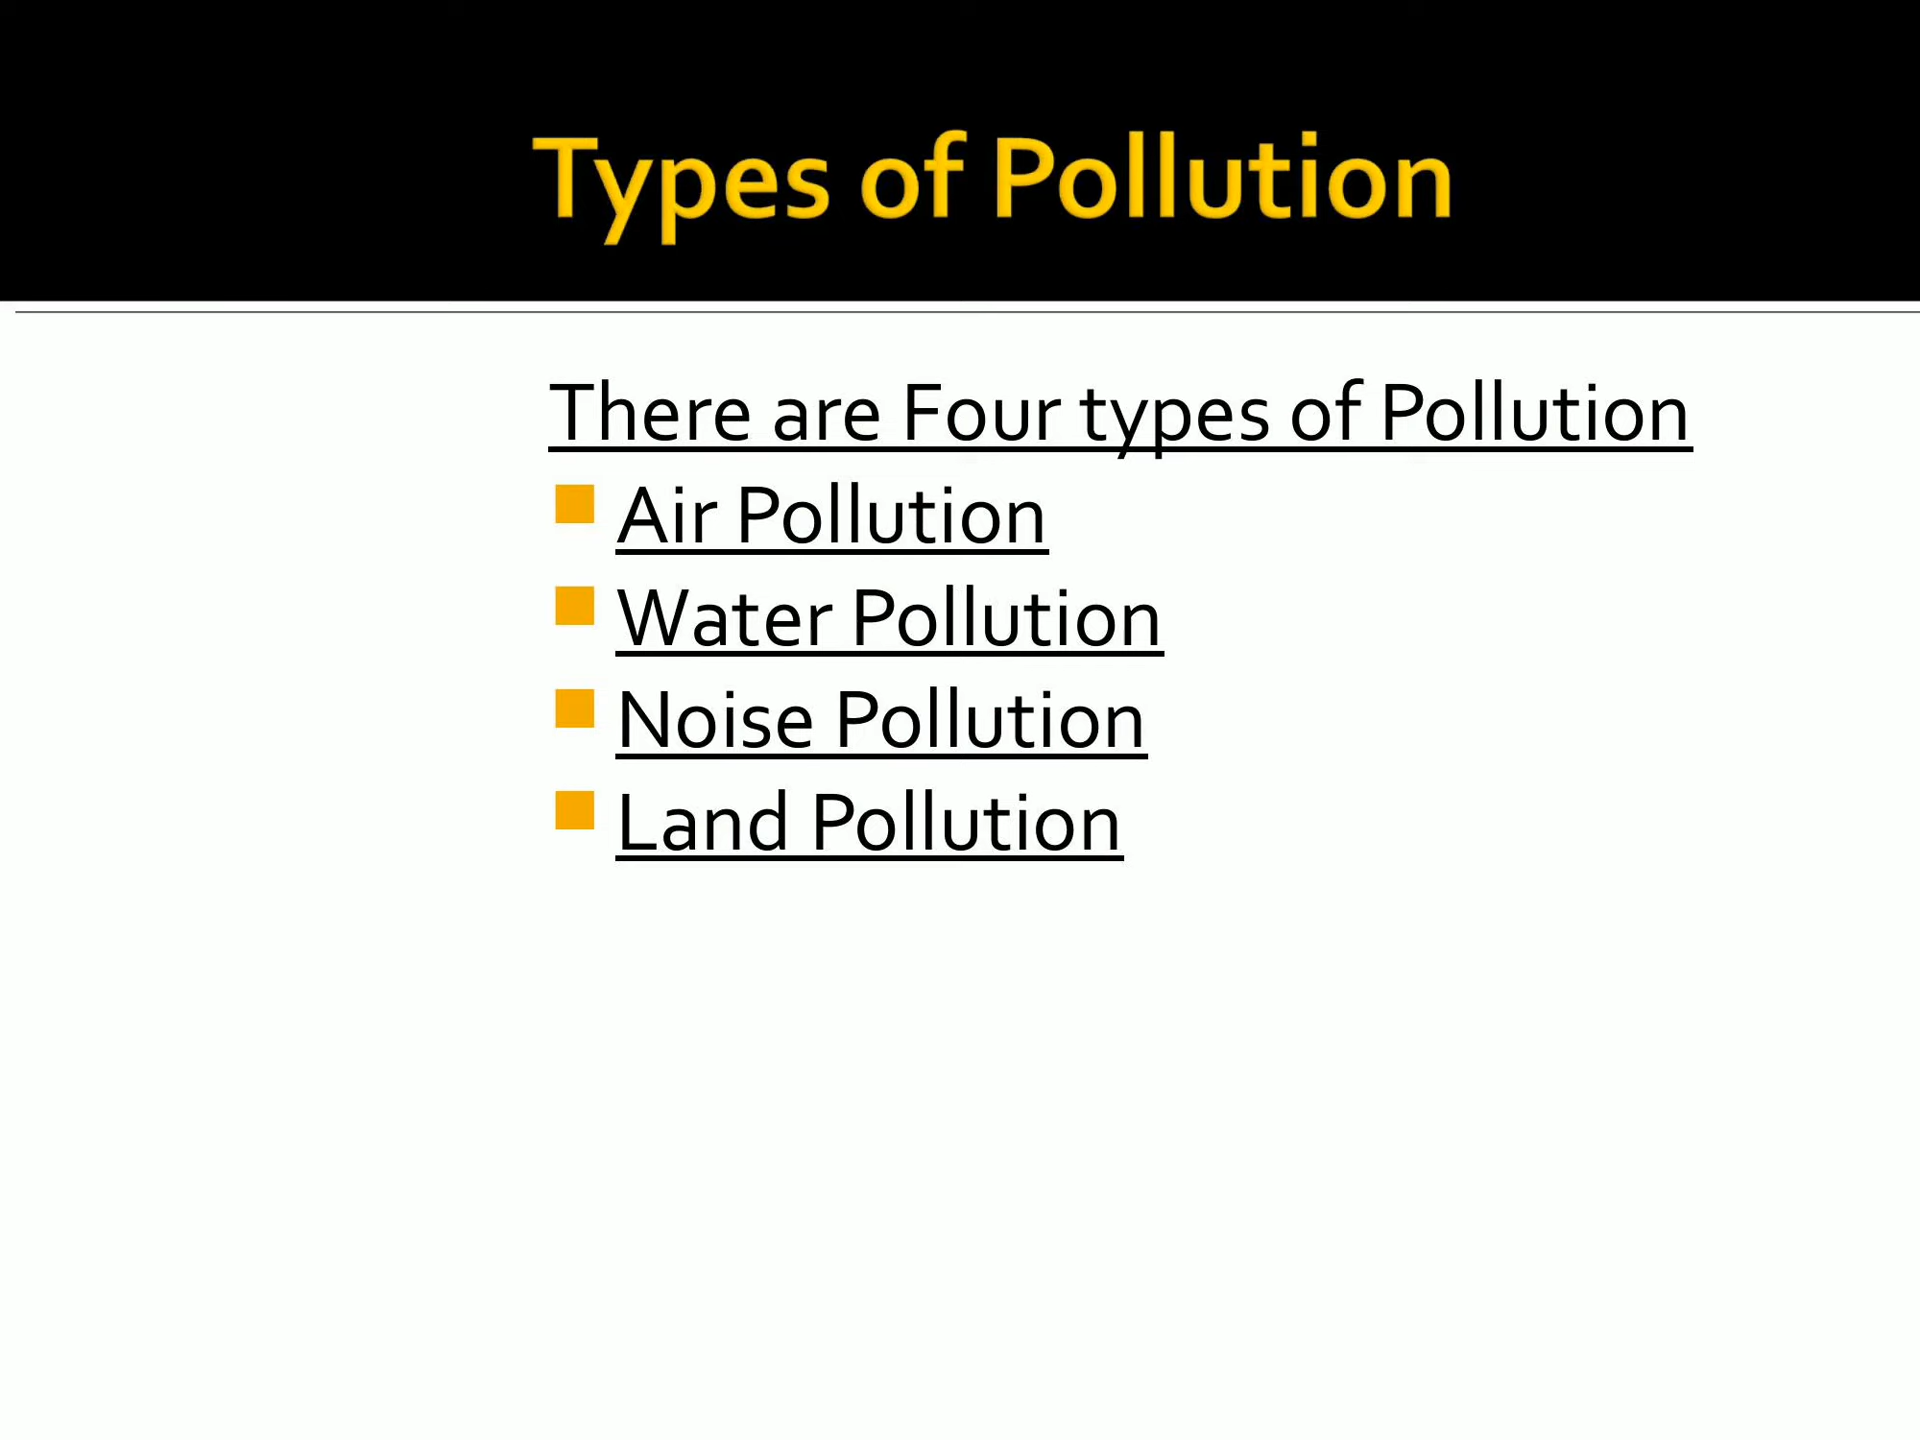 Types of Pollution
There are Four types of Pollution
Air Pollution
Water Pollution
Noise Pollution
Land Pollution